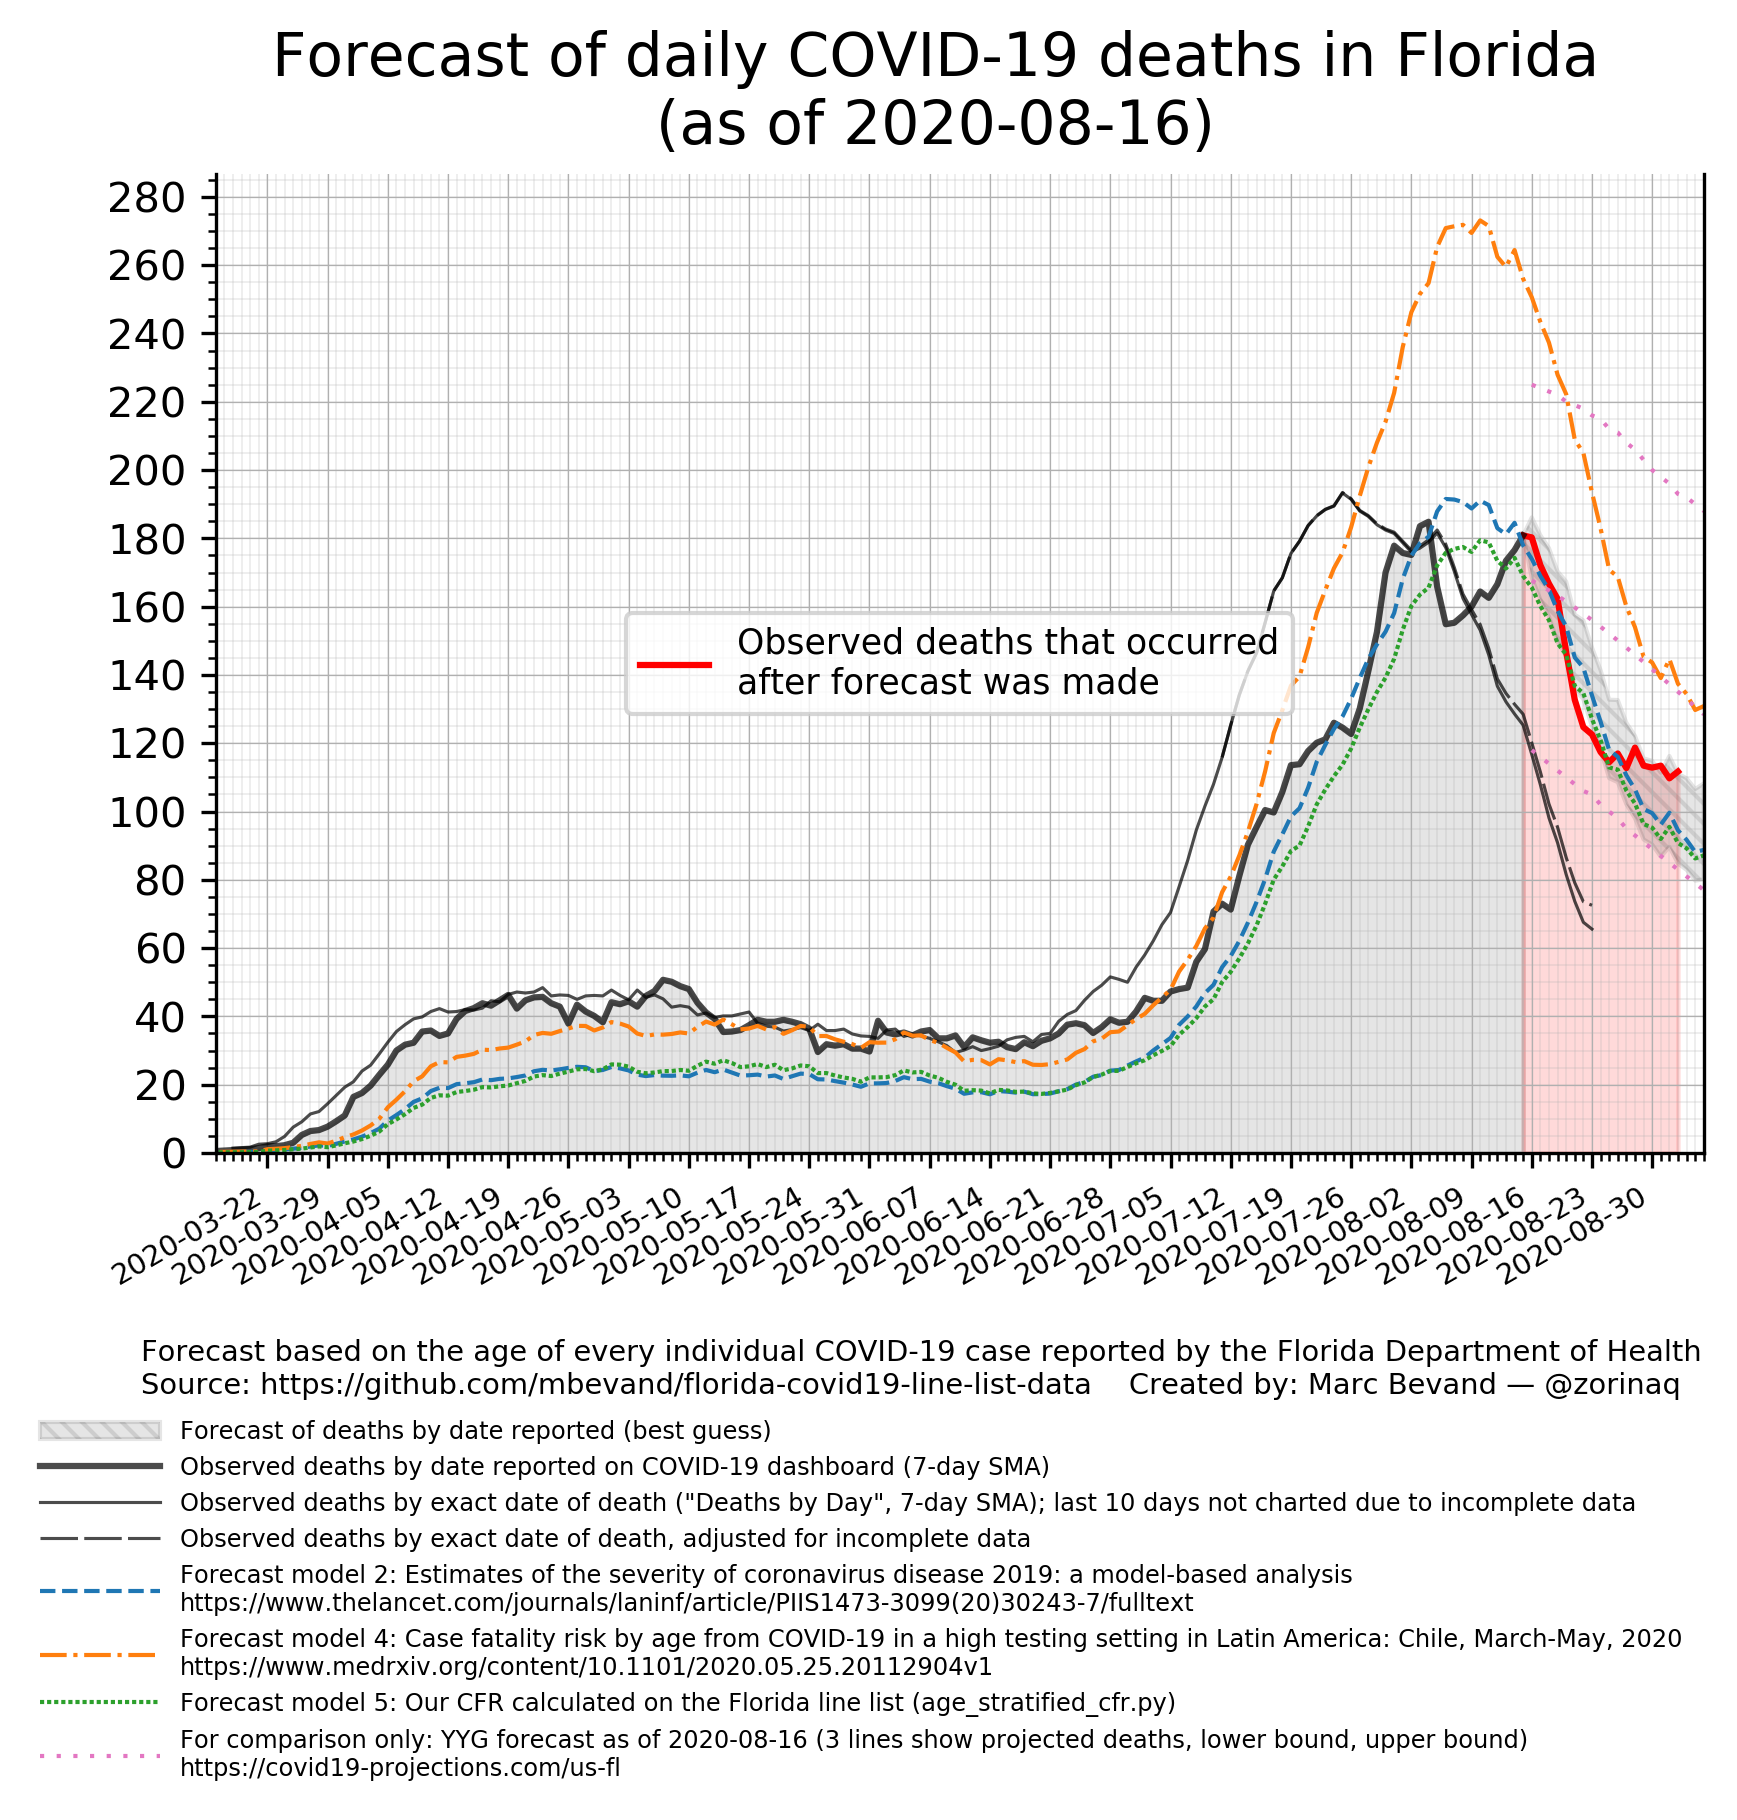 Forecast of daily COVID-19 deaths in Florida
(as of 2020-08-16)
280
260
240
220
200
180
160
140
120
100
80
60
40
20
0
Observed deaths that occurred
after forecast was made
2020-03-22
2020-03-29
2020-04-05
2020-04-12
2020-04-19
2020-04-26
2020-05-03
2020-05-10
2020-05-17
2020-05-24
2020-05-31
2020-06-07
2020-06-14
2020-06-21
2020-06-28
2020-07-05
2020-07-12
2020-07-19
2020-07-26
2020-08-02
2020-08-09
2020-08-16
2020-08-23
2020-08-30
Forecast based on the age of every individual COVID-19 case reported by the Florida Department of Health
Source: https://github.com/mbevand/florida-covid19-line-list-data    Created by: Marc Bevand — @zorinaq
Forecast of deaths by date reported (best guess)
Observed deaths by date reported on COVID-19 dashboard (7-day SMA)
Observed deaths by exact date of death ("Deaths by Day", 7-day SMA); last 10 days not charted due to incomplete data
Observed deaths by exact date of death, adjusted for incomplete data
Forecast model 2: Estimates of the severity of coronavirus disease 2019: a model-based analysis
https://www.thelancet.com/journals/laninf/article/PIIS1473-3099(20)30243-7/fulltext
Forecast model 4: Case fatality risk by age from COVID-19 in a high testing setting in Latin America: Chile, March-May, 2020
https://www.medrxiv.org/content/10.1101/2020.05.25.20112904v1
Forecast model 5: Our CFR calculated on the Florida line list (age_stratified_cfr.py)
For comparison only: YYG forecast as of 2020-08-16 (3 lines show projected deaths, lower bound, upper bound)
https://covid19-projections.com/us-fl